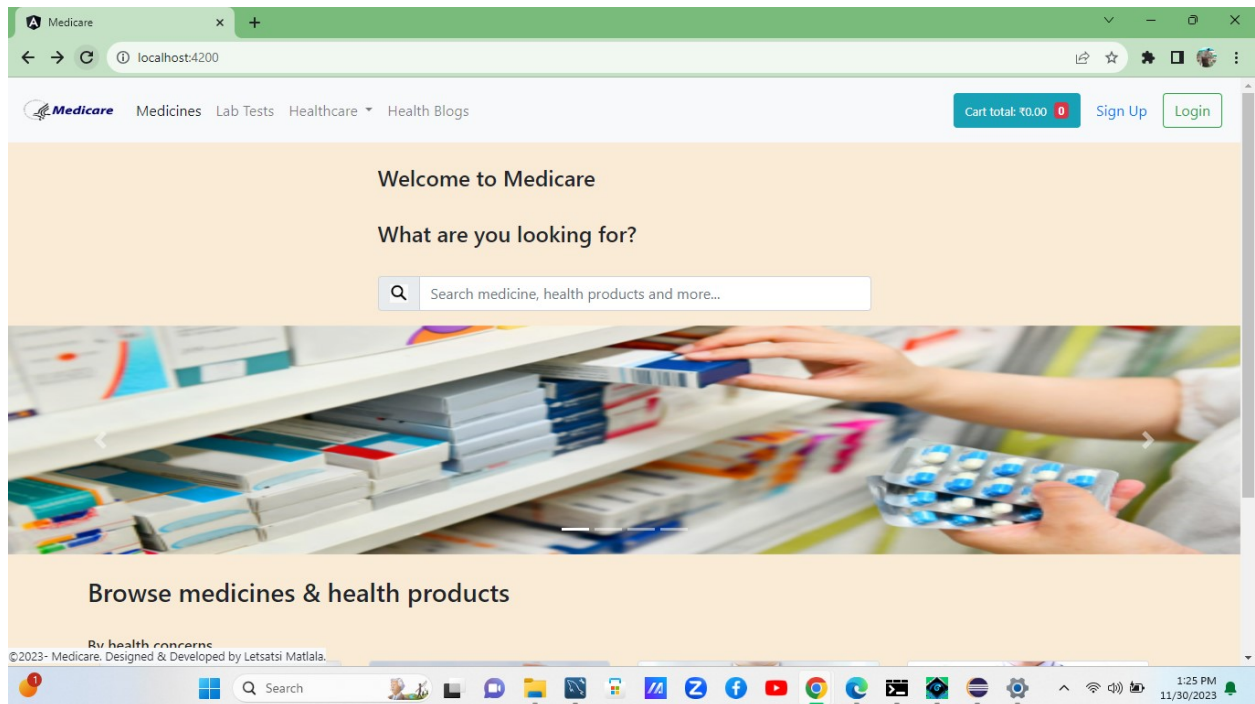 Medicare
localhost:4200
Medicare Medicines Lab Tests Healthcare Health Blogs Cart total: ₹0.00 0 Sign Up Login
Welcome to Medicare
What are you looking for?
Search medicine, health products and more...
Browse medicines & health products
By health concerns
©2023- Medicare. Designed & Developed by Letsatsi Matlala.
1
Search
1:25 PM
11/30/2023